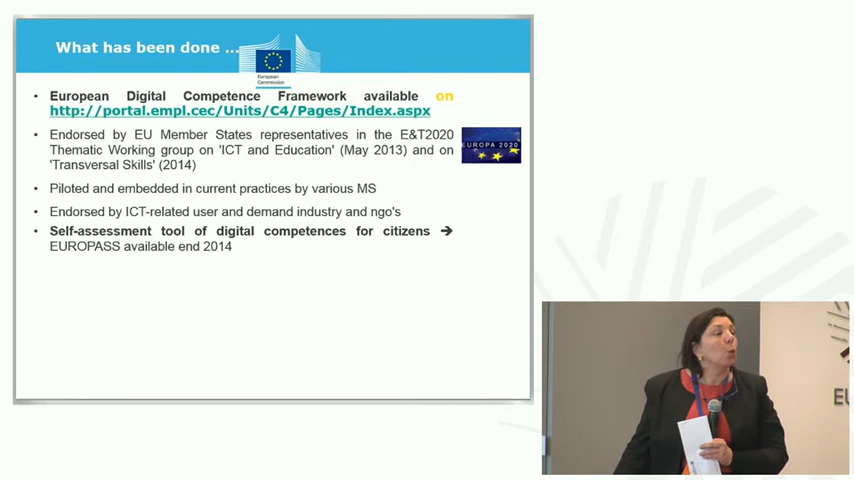 What has been done ...
European
Commission
European Digital Competence Framework available on
http://portal.empl.cec/Units/C4/Pages/Index.aspx
Endorsed by EU Member States representatives in the E&T2020
Thematic Working group on 'ICT and Education' (May 2013) and on
'Transversal Skills' (2014)
EUROPA 2020
Piloted and embedded in current practices by various MS
Endorsed by ICT-related user and demand industry and ngo's
Self-assessment tool of digital competences for citizens ➔
EUROPASS available end 2014